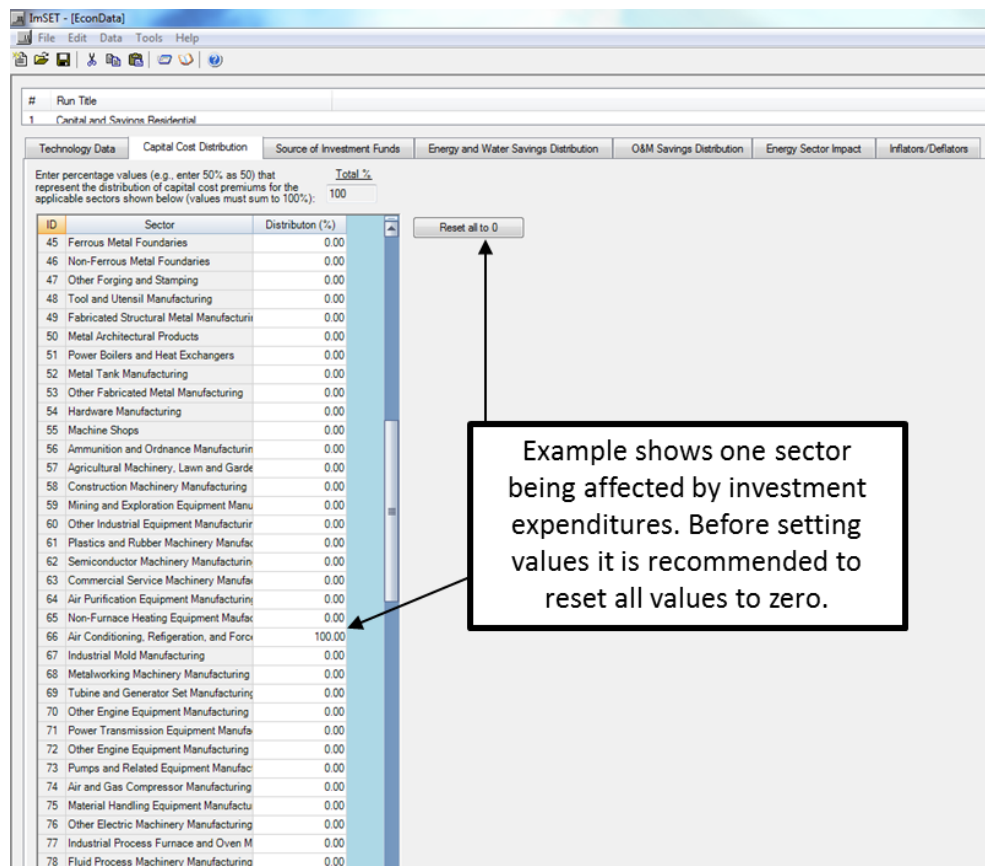 ImSET - [EconData]
File Edit Data Tools Help
# Run Title
1 Capital and Savings Residential
Technology Data Capital Cost Distribution Source of Investment Funds Energy and Water Savings Distribution O&M Savings Distribution Energy Sector Impact Inflators/Deflators
Enter percentage values (e.g., enter 50% as 50) that
represent the distribution of capital cost premiums for the
applicable sectors shown below (values must sum to 100%):
Total %
100
ID Sector Distributon (%)
Reset all to 0
45 Ferrous Metal Foundaries 0.00
46 Non-Ferrous Metal Foundaries 0.00
47 Other Forging and Stamping 0.00
48 Tool and Utensil Manufacturing 0.00
49 Fabricated Structural Metal Manufacturin 0.00
50 Metal Architectural Products 0.00
51 Power Boilers and Heat Exchangers 0.00
52 Metal Tank Manufacturing 0.00
53 Other Fabricated Metal Manufacturing 0.00
54 Hardware Manufacturing 0.00
55 Machine Shops 0.00
56 Ammunition and Ordnance Manufacturin 0.00
57 Agricultural Machinery, Lawn and Garde 0.00
58 Construction Machinery Manufacturing 0.00
59 Mining and Exploration Equipment Manu 0.00
60 Other Industrial Equipment Manufacturin 0.00
61 Plastics and Rubber Machinery Manufac 0.00
62 Semiconductor Machinery Manufacturin 0.00
63 Commercial Service Machinery Manufa 0.00
64 Air Purification Equipment Manufacturing 0.00
65 Non-Furnace Heating Equipment Maufac 0.00
66 Air Conditioning, Refigeration, and Force 100.00
67 Industrial Mold Manufacturing 0.00
68 Metalworking Machinery Manufacturing 0.00
69 Tubine and Generator Set Manufacturing 0.00
70 Other Engine Equipment Manufacturing 0.00
71 Power Transmission Equipment Manufa 0.00
72 Other Engine Equipment Manufacturing 0.00
73 Pumps and Related Equipment Manufac 0.00
74 Air and Gas Compressor Manufacturing 0.00
75 Material Handling Equipment Manufactu 0.00
76 Other Electric Machinery Manufacturing 0.00
77 Industrial Process Furnace and Oven M 0.00
78 Fluid Process Machinery Manufacturing 0.00
Example shows one sector
being affected by investment
expenditures. Before setting
values it is recommended to
reset all values to zero.